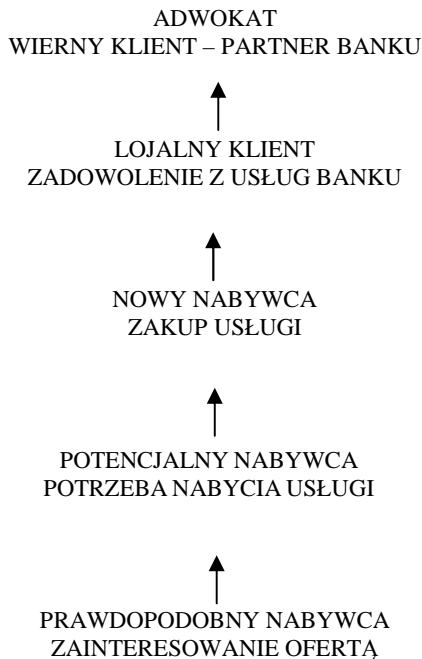 ADWOKAT
WIERNY KLIENT – PARTNER BANKU
LOJALNY KLIENT
ZADOWOLENIE Z USŁUG BANKU
NOWY NABYWCA
ZAKUP USŁUGI
POTENCJALNY NABYWCA
POTRZEBA NABYCIA USŁUGI
PRAWDOPODOBNY NABYWCA
ZAINTERESOWANIE OFERTĄ